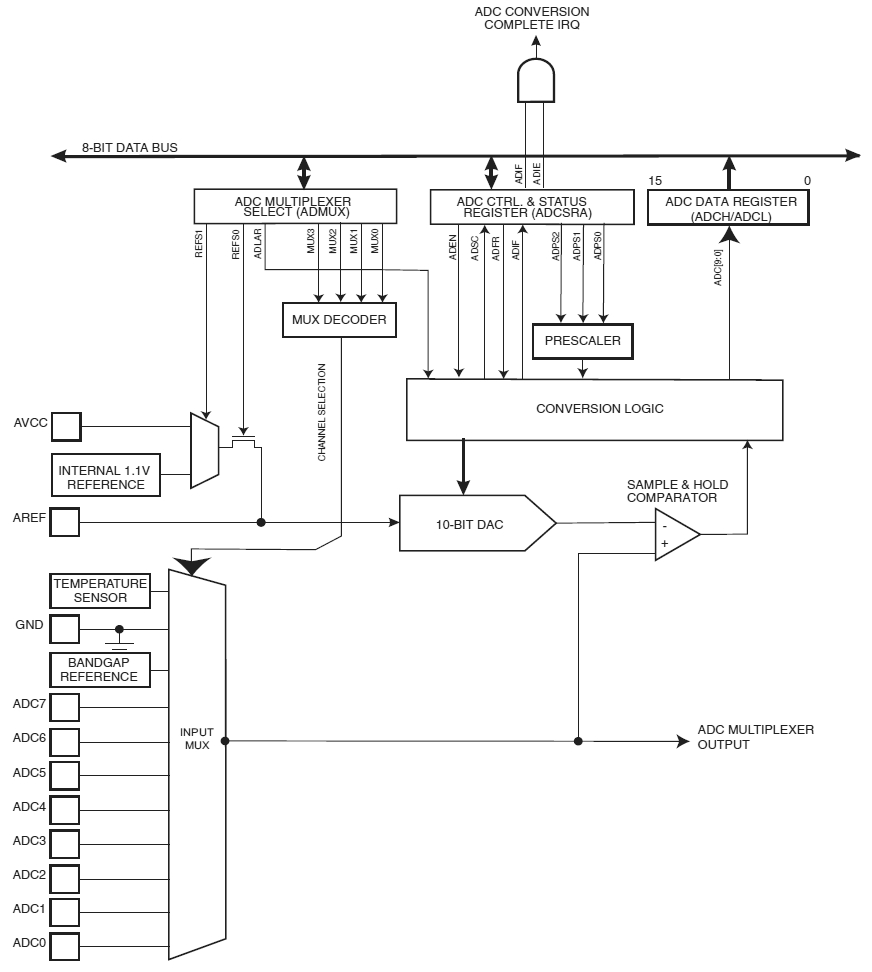 ADC CONVERSION
COMPLETE IRQ
8-BIT DATA BUS
ADIF
ADIE
15
0
ADC MULTIPLEXER
SELECT (ADMUX)
ADC CTRL. & STATUS
REGISTER (ADCSRA)
ADC DATA REGISTER
(ADCH/ADCL)
REFS1
REFS0
ADLAR
MUX3
MUX2
MUX1
MUX0
ADEN
ADSC
ADFR
ADIF
ADPS2
ADPS1
ADPS0
ADC[9:0]
MUX DECODER
PRESCALER
CHANNEL SELECTION
CONVERSION LOGIC
AVCC
INTERNAL 1.1V
REFERENCE
AREF
SAMPLE & HOLD
COMPARATOR
10-BIT DAC
-
+
TEMPERATURE
SENSOR
GND
BANDGAP
REFERENCE
ADC7
ADC6
ADC5
ADC4
ADC3
ADC2
ADC1
ADC0
INPUT
MUX
ADC MULTIPLEXER
OUTPUT